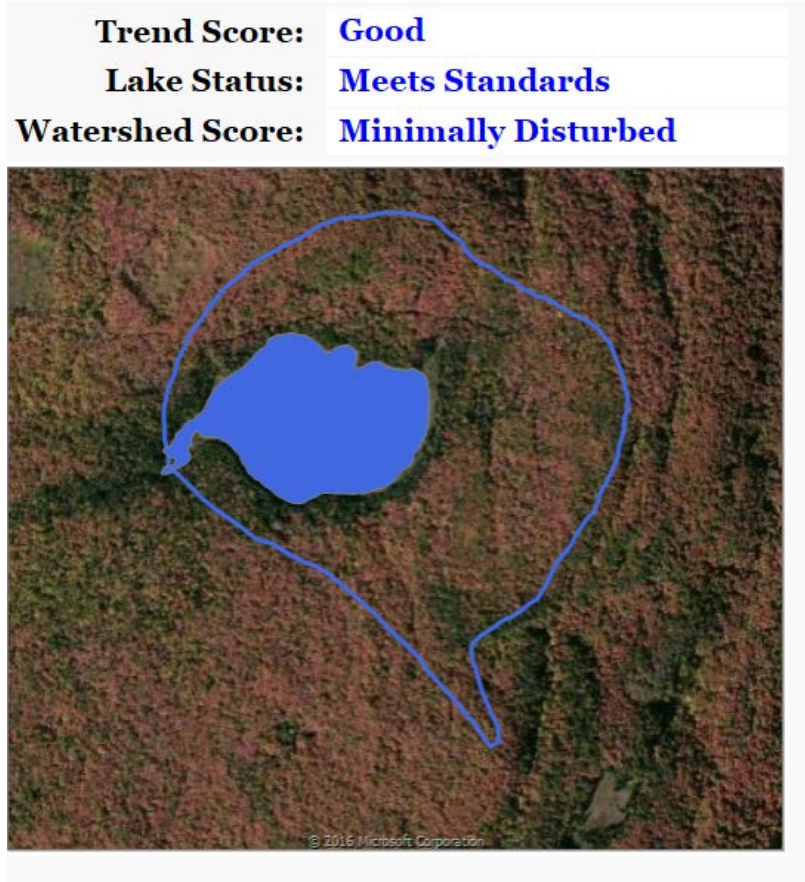 Trend Score: Good
Lake Status: Meets Standards
Watershed Score: Minimally Disturbed
© 2016 Microsoft Corporation